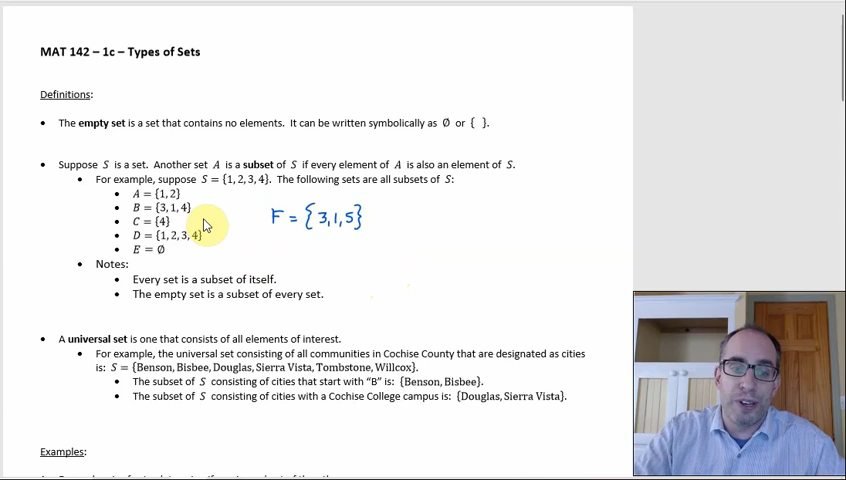 MAT 142 – 1c – Types of Sets
Definitions:
• The empty set is a set that contains no elements. It can be written symbolically as ∅ or { }.
• Suppose S is a set. Another set A is a subset of S if every element of A is also an element of S.
• For example, suppose S = {1, 2, 3, 4}. The following sets are all subsets of S:
• A = {1, 2}
• B = {3, 1, 4}
• C = {4}
F = {3,1,5}
• D = {1, 2, 3, 4}
• E = ∅
• Notes:
• Every set is a subset of itself.
• The empty set is a subset of every set.
• A universal set is one that consists of all elements of interest.
• For example, the universal set consisting of all communities in Cochise County that are designated as cities
is: S = {Benson, Bisbee, Douglas, Sierra Vista, Tombstone, Willcox}.
• The subset of S consisting of cities that start with “B” is: {Benson, Bisbee}.
• The subset of S consisting of cities with a Cochise College campus is: {Douglas, Sierra Vista}.
Examples: